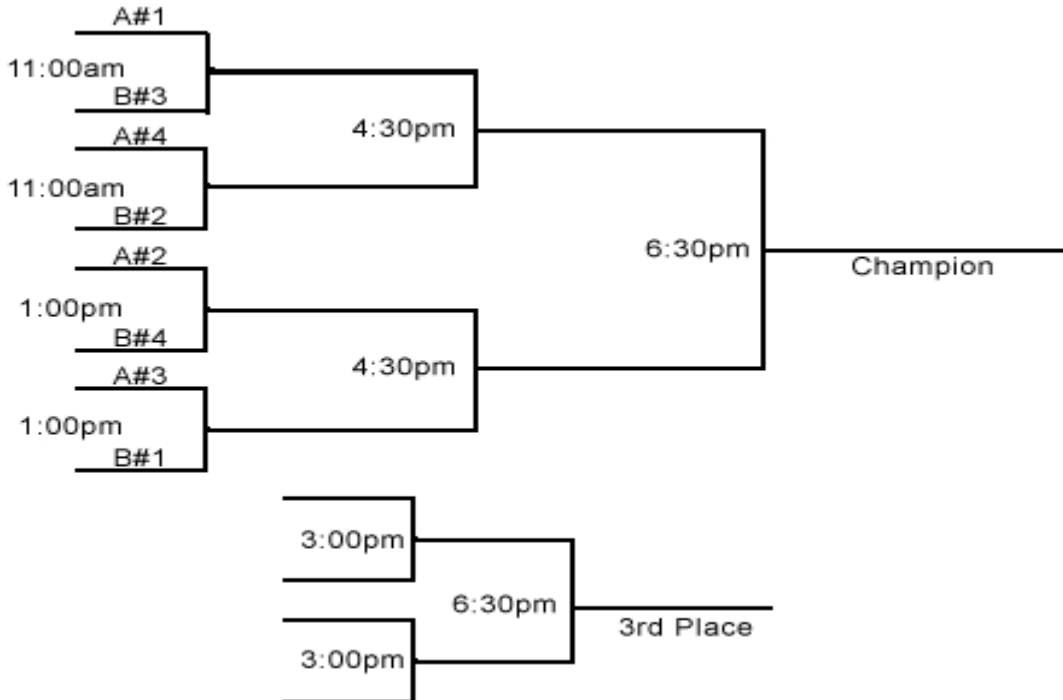 A#1
11:00am
B#3
4:30pm
A#4
11:00am
B#2
6:30pm
Champion
A#2
1:00pm
B#4
4:30pm
A#3
1:00pm
B#1
3:00pm
6:30pm
3rd Place
3:00pm